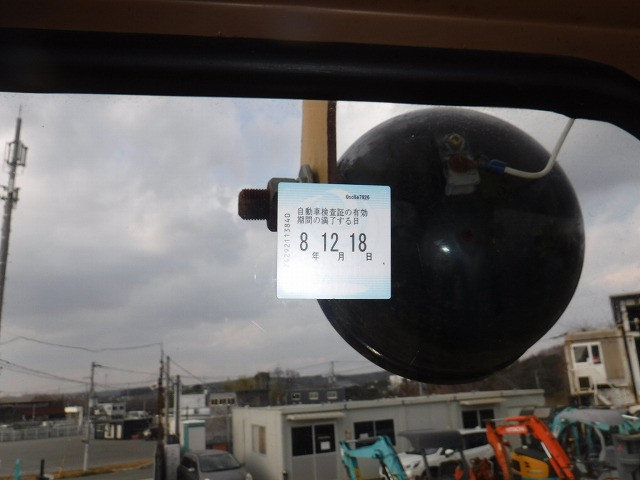 自動車検査証の有効
期間の満了する日
8 12 18
年 月 日